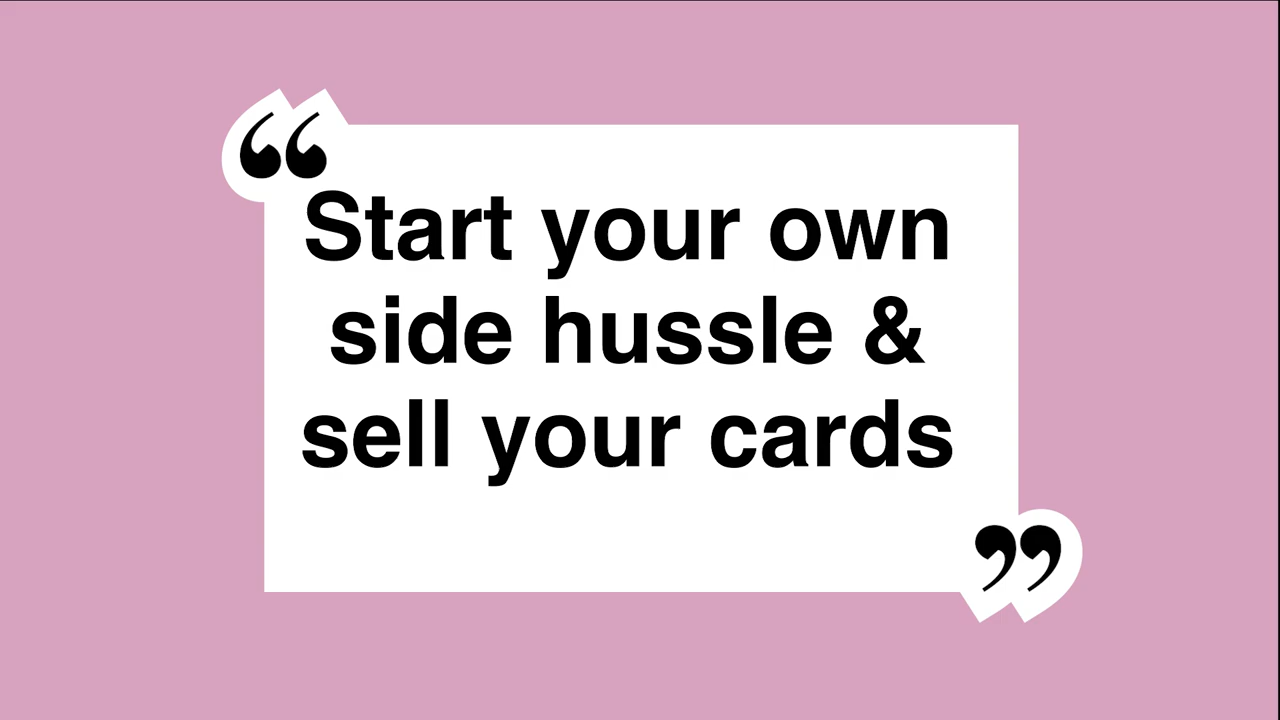 “
Start your own
side hussle &
sell your cards
”